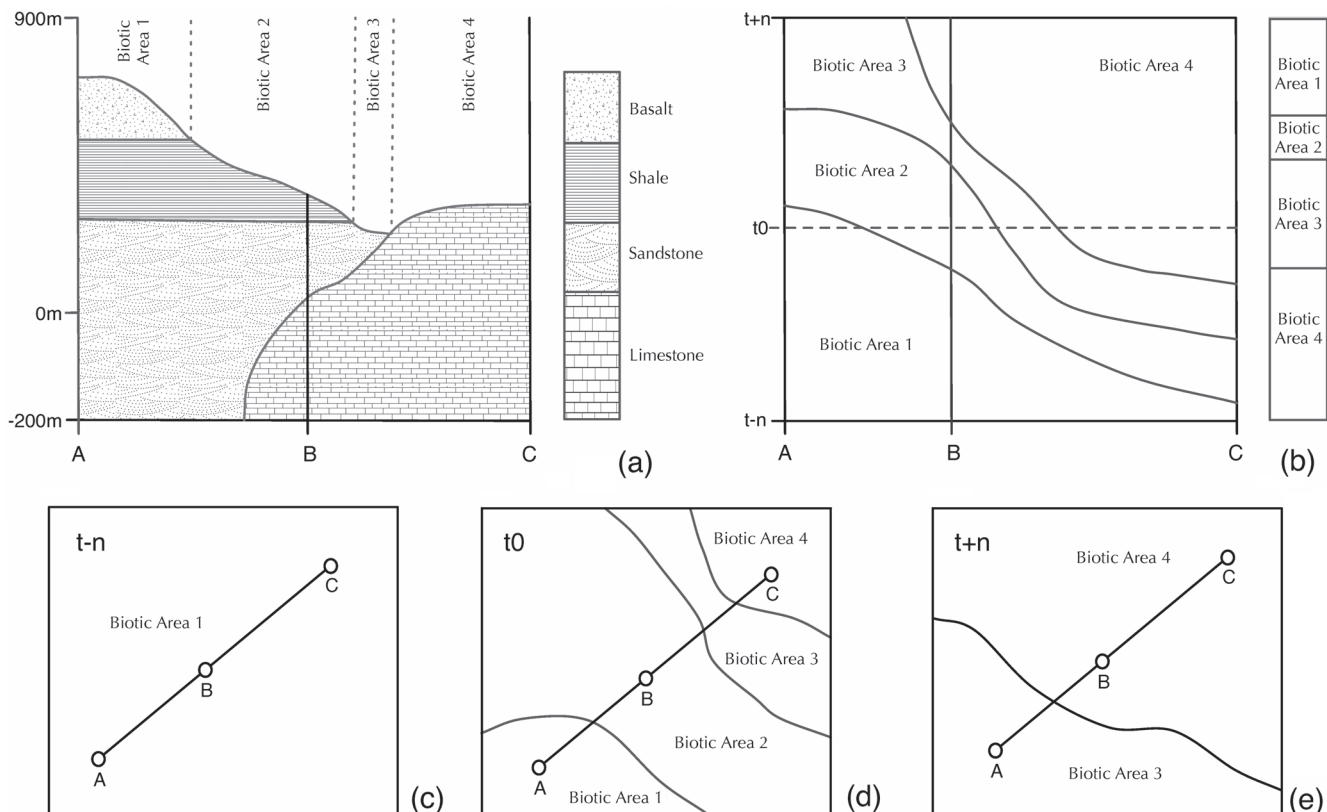 900m
0m
-200m
Biotic
Area 1
Biotic Area 2
Biotic Area 3
Biotic Area 4
A
B
C
Basalt
Shale
Sandstone
Limestone
(a)
t+n
t0
t-n
Biotic Area 3
Biotic Area 4
Biotic Area 2
Biotic Area 1
A
B
C
Biotic
Area 1
Biotic
Area 2
Biotic
Area 3
Biotic
Area 4
(b)
t-n
Biotic Area 1
A
B
C
(c)
t0
Biotic Area 4
C
Biotic Area 3
B
Biotic Area 2
A
Biotic Area 1
(d)
t+n
Biotic Area 4
C
B
A
Biotic Area 3
(e)